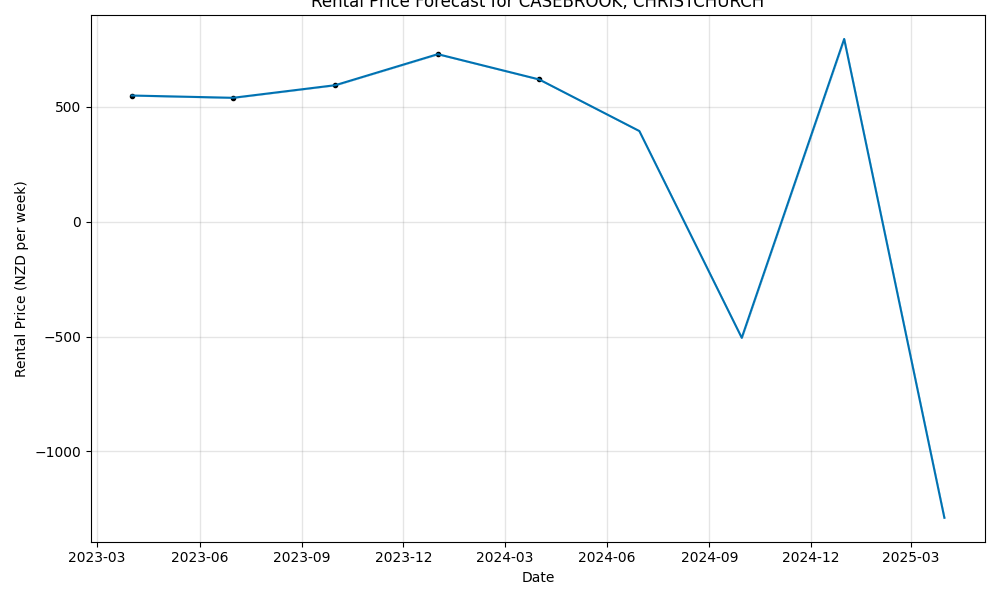 Rental Price Forecast for CASEBROOK, CHRISTCHURCH
Rental Price (NZD per week)
500
0
−500
−1000
2023-03 2023-06 2023-09 2023-12 2024-03 2024-06 2024-09 2024-12 2025-03
Date